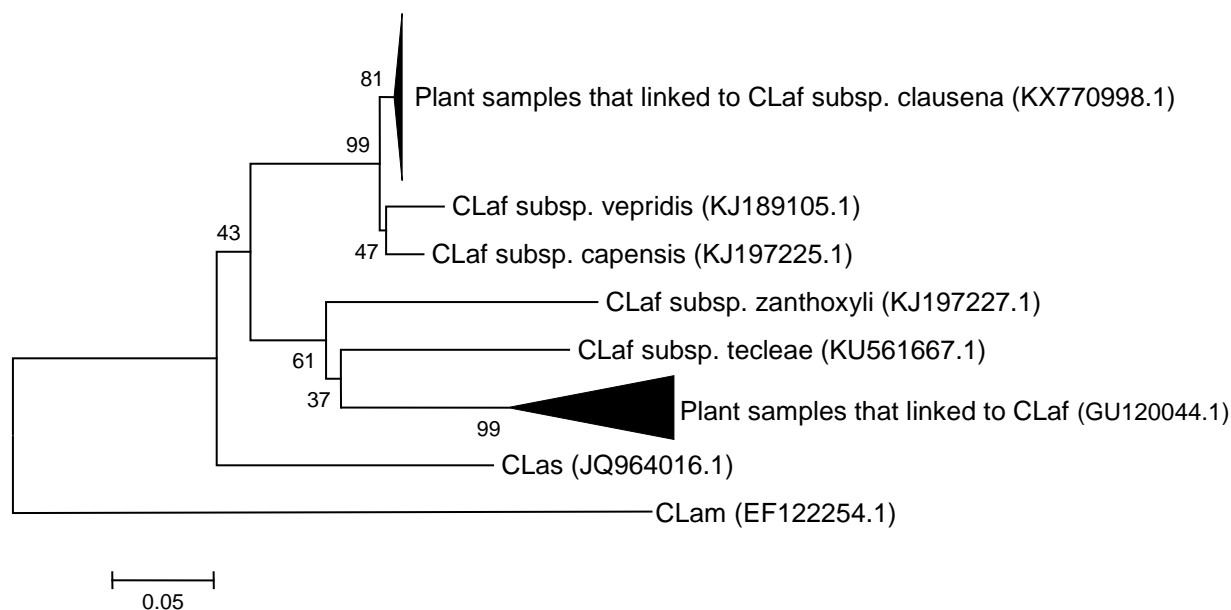 81
Plant samples that linked to CLaf subsp. clausena (KX770998.1)
99
CLaf subsp. vepridis (KJ189105.1)
43
47
CLaf subsp. capensis (KJ197225.1)
CLaf subsp. zanthoxyli (KJ197227.1)
61
CLaf subsp. tecleae (KU561667.1)
37
Plant samples that linked to CLaf (GU120044.1)
99
CLas (JQ964016.1)
CLam (EF122254.1)
0.05